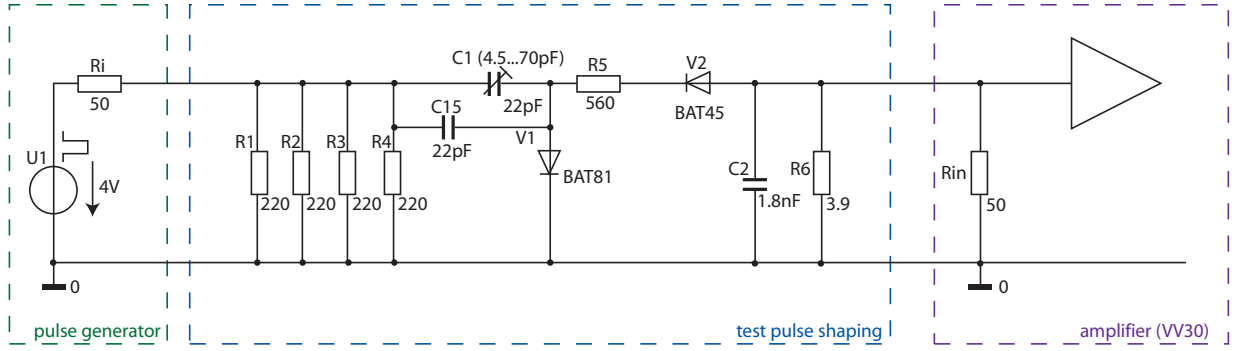 C1 (4.5...70pF)
Ri
50
R5
560
V2
BAT45
22pF
C15
22pF
V1
BAT81
U1
4V
R1
220
R2
220
R3
220
R4
220
C2
1.8nF
R6
3.9
Rin
50
0
0
pulse generator
test pulse shaping
amplifier (VV30)